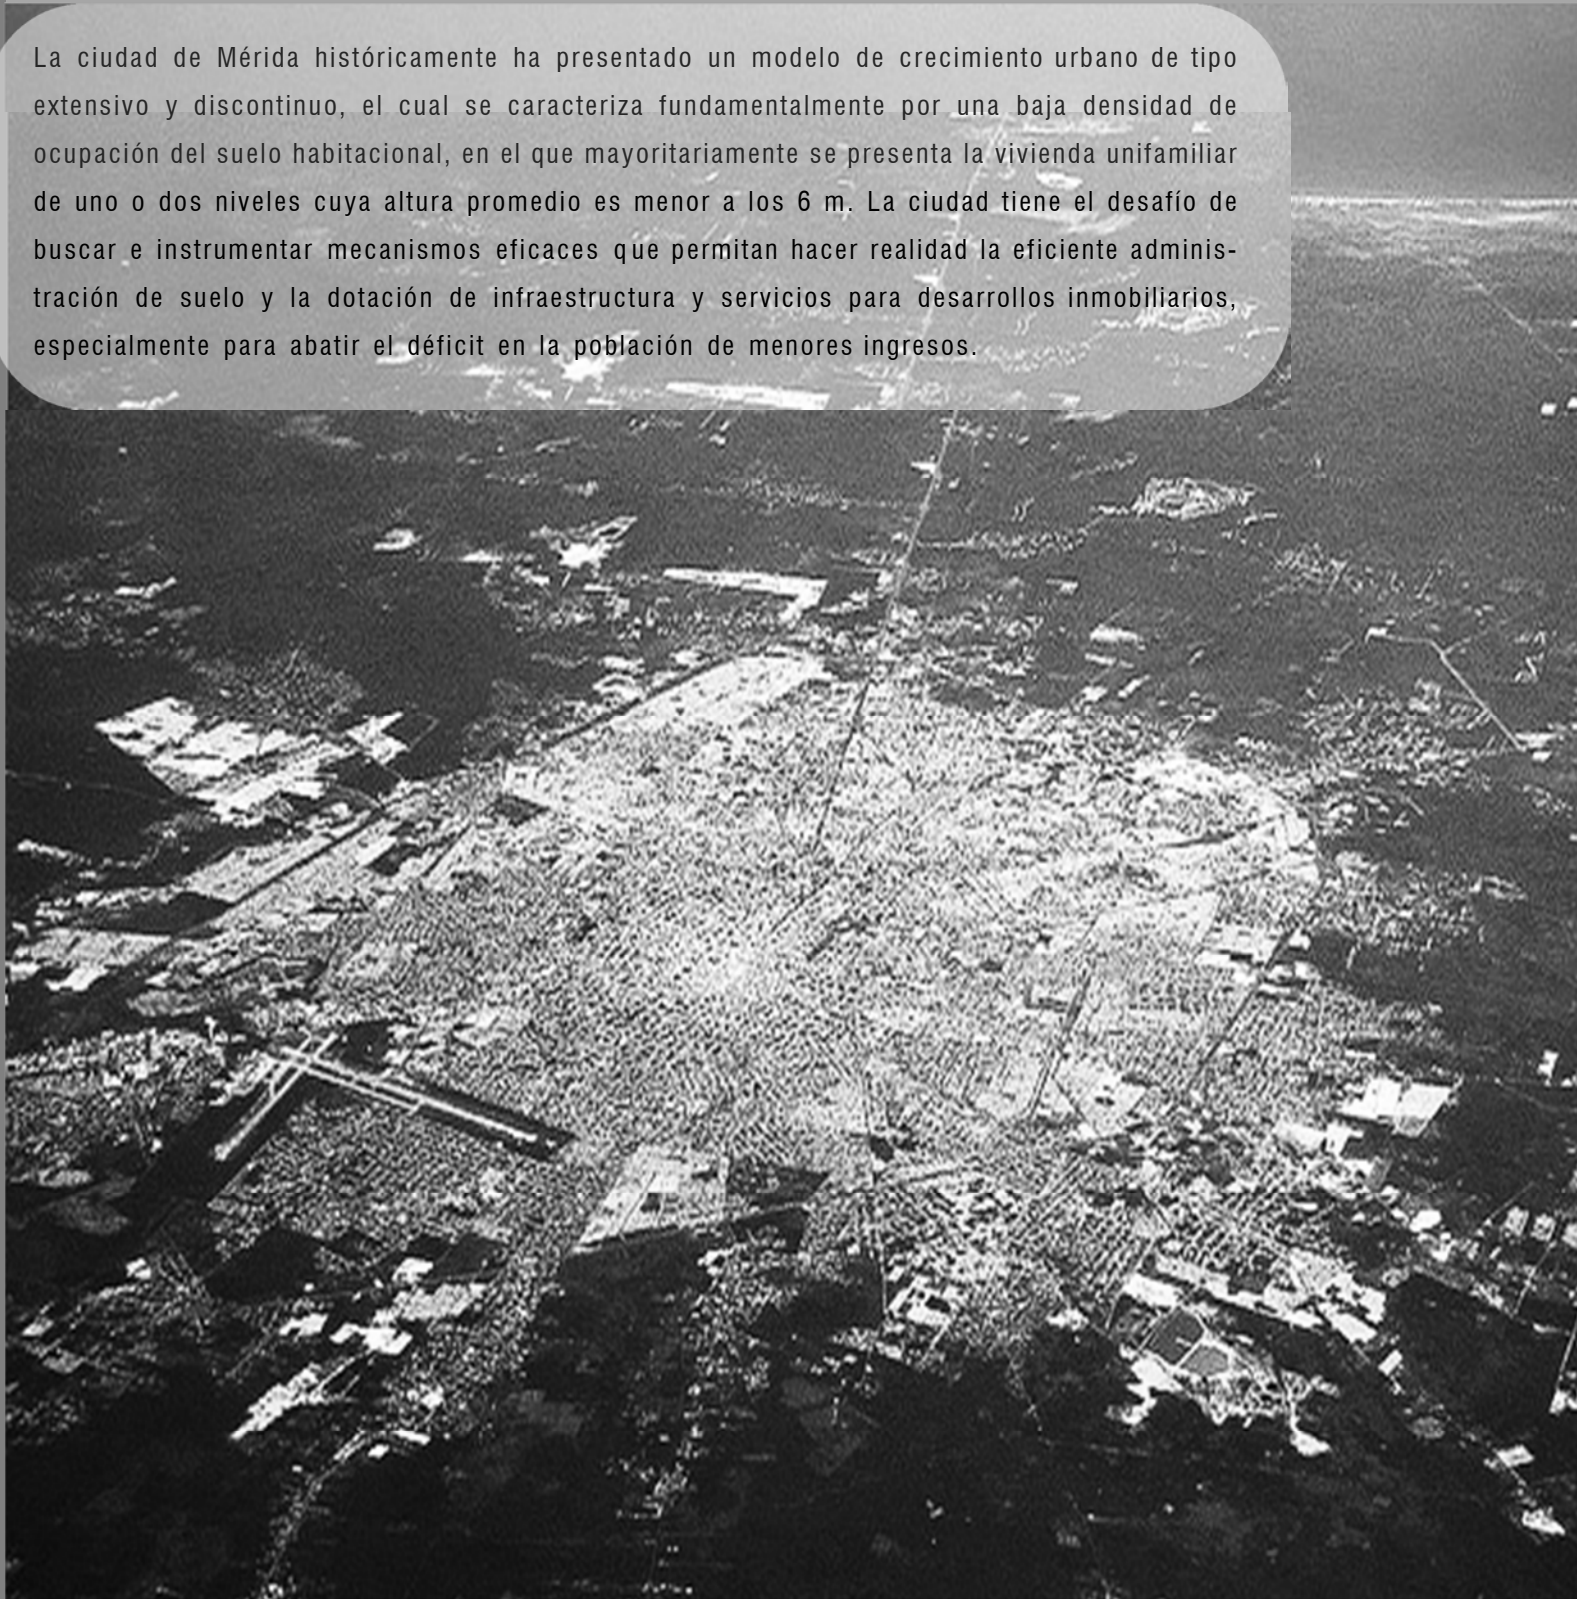 La ciudad de Mérida históricamente ha presentado un modelo de crecimiento urbano de tipo
extensivo y discontinuo, el cual se caracteriza fundamentalmente por una baja densidad de
ocupación del suelo habitacional, en el que mayoritariamente se presenta la vivienda unifamiliar
de uno o dos niveles cuya altura promedio es menor a los 6 m. La ciudad tiene el desafío de
buscar e instrumentar mecanismos eficaces que permitan hacer realidad la eficiente adminis-
tración de suelo y la dotación de infraestructura y servicios para desarrollos inmobiliarios,
especialmente para abatir el déficit en la población de menores ingresos.